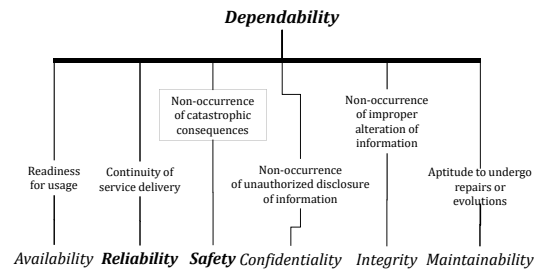 Dependability
Non-occurrence
of catastrophic
consequences
Non-occurrence
of improper
alteration of
information
Readiness
for usage
Continuity of
service delivery
Non-occurrence
of unauthorized disclosure
of information
Aptitude to undergo
repairs or
evolutions
Availability Reliability Safety Confidentiality Integrity Maintainability